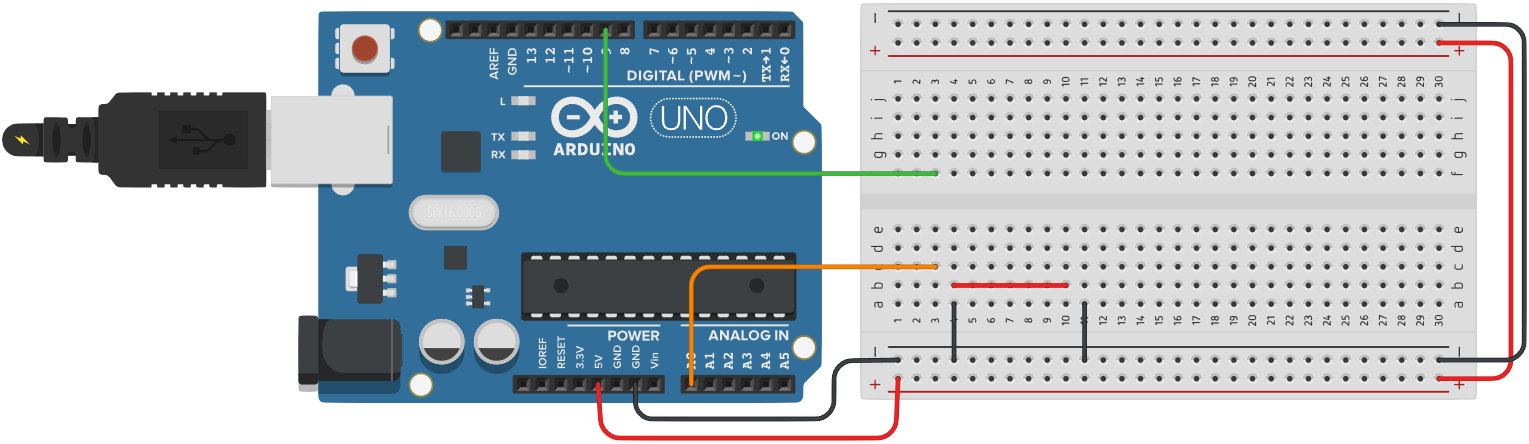 AREF
GND
13
12
~11
~10
8
7
~6
~5
4
~3
2
TX→1
RX←0
DIGITAL (PWM~)
L
TX
RX
UNO
ARDUINO
ON
SPK16.000G
POWER
ANALOG IN
IOREF
RESET
3.3V
5V
GND
GND
Vin
A0
A1
A2
A3
A4
A5
1 2 3 4 5 6 7 8 9 10 11 12 13 14 15 16 17 18 19 20 21 22 23 24 25 26 27 28 29 30
j j
i i
h h
g g
f f
e e
d d
c
b b
a a
1 2 3 5 6 7 8 9 10 12 13 14 15 16 17 18 19 20 21 22 23 24 25 26 27 28 29 30